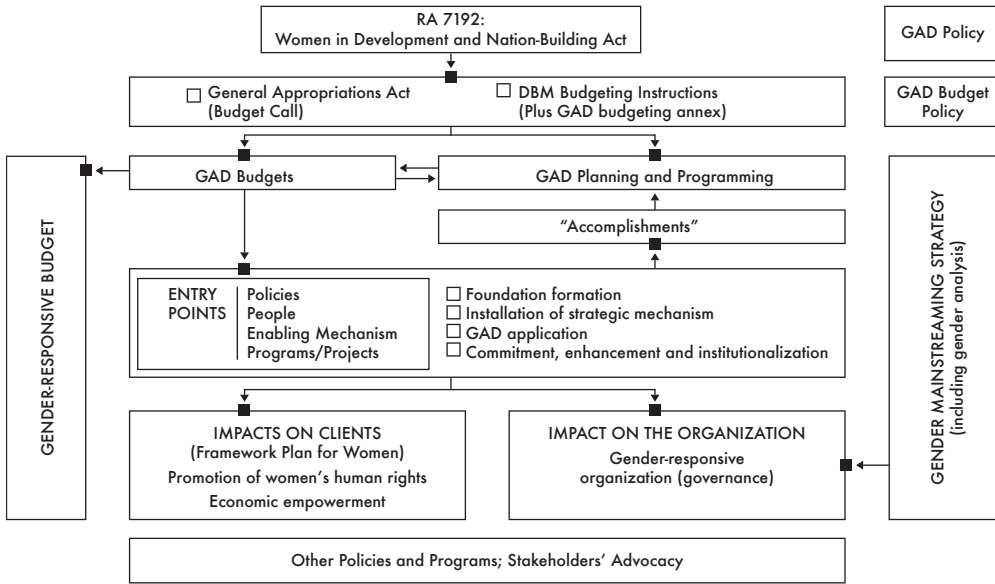 RA 7192:
Women in Development and Nation-Building Act
GAD Policy
General Appropriations Act
(Budget Call)
DBM Budgeting Instructions
(Plus GAD budgeting annex)
GAD Budget
Policy
GAD Budgets
GAD Planning and Programming
“Accomplishments”
GENDER-RESPONSIVE BUDGET
ENTRY
POINTS
Policies
People
Enabling Mechanism
Programs/Projects
Foundation formation
Installation of strategic mechanism
GAD application
Commitment, enhancement and institutionalization
GENDER MAINSTREAMING STRATEGY
(including gender analysis)
IMPACTS ON CLIENTS
(Framework Plan for Women)
Promotion of women’s human rights
Economic empowerment
IMPACT ON THE ORGANIZATION
Gender-responsive
organization (governance)
Other Policies and Programs; Stakeholders’ Advocacy